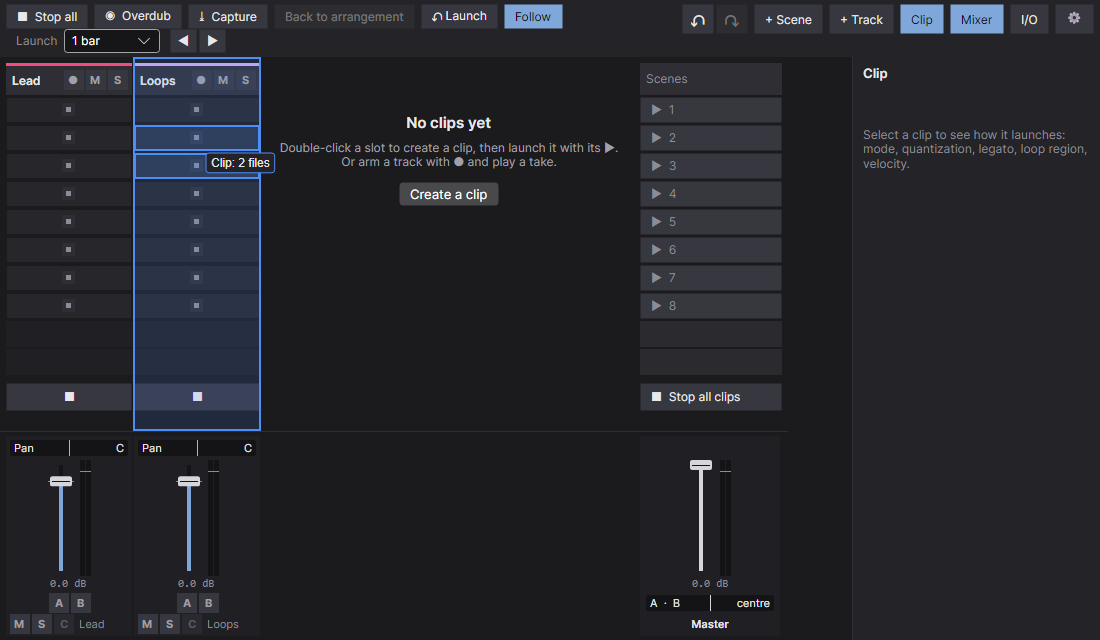 Stop all
Overdub
Capture
Back to arrangement
Launch
Follow
+ Scene
+ Track
Clip
Mixer
I/O
Launch
1 bar
Lead
M
S
Loops
M
S
Clip: 2 files
No clips yet
Double-click a slot to create a clip, then launch it with its ▶.
Or arm a track with ● and play a take.
Create a clip
Scenes
1
2
3
4
5
6
7
8
Stop all clips
Clip
Select a clip to see how it launches:
mode, quantization, legato, loop region,
velocity.
Pan C
0.0 dB
A B
M S C Lead
Pan C
0.0 dB
A B
M S C Loops
0.0 dB
A · B centre
Master